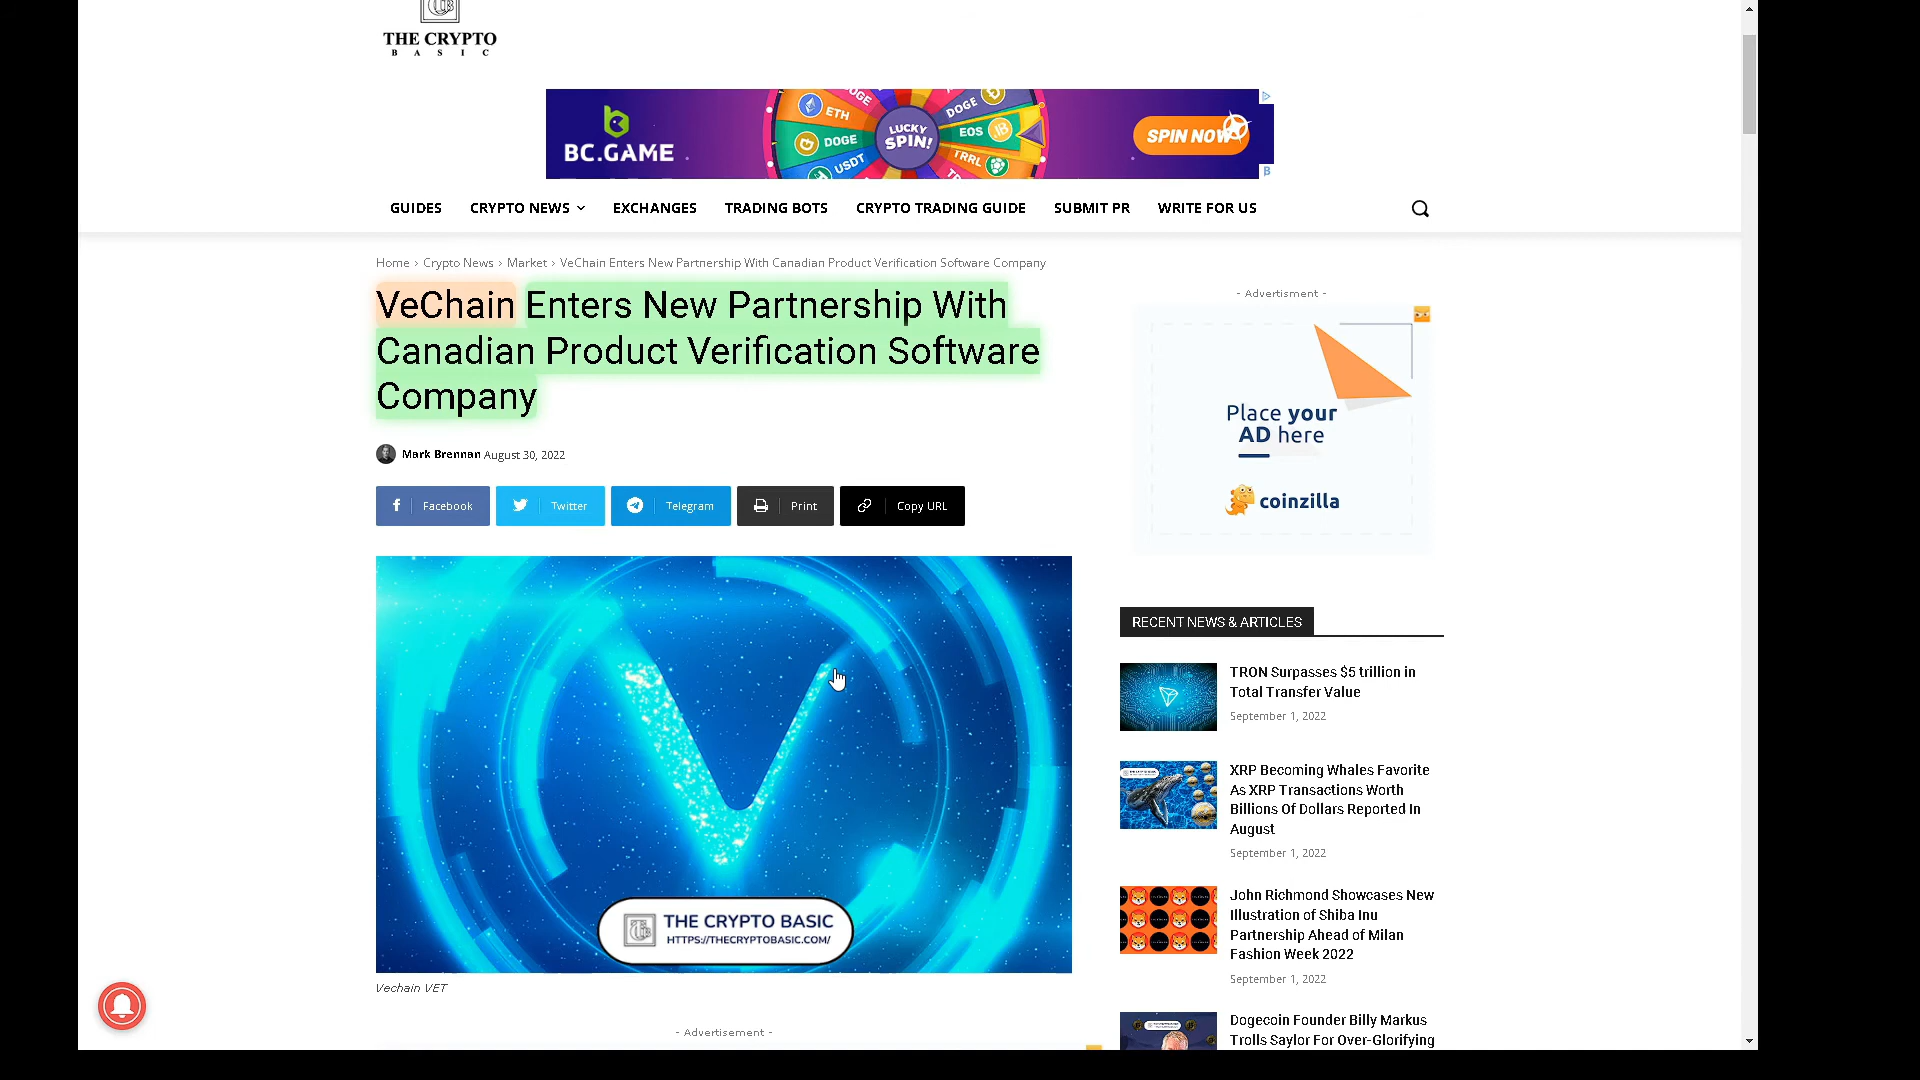 THE CRYPTO
BASIC
BC.GAME
ETH
DOGE
USDT
LUCKY
SPIN!
DOGE
EOS
TRRL
SPIN NOW
GUIDES
CRYPTO NEWS
EXCHANGES
TRADING BOTS
CRYPTO TRADING GUIDE
SUBMIT PR
WRITE FOR US
Home › Crypto News › Market › VeChain Enters New Partnership With Canadian Product Verification Software Company
VeChain Enters New Partnership With
Canadian Product Verification Software
Company
Mark Brennan August 30, 2022
Facebook
Twitter
Telegram
Print
Copy URL
THE CRYPTO BASIC
HTTPS://THECRYPTOBASIC.COM/
Vechain VET
- Advertisement -
- Advertisment -
Place your
AD here
coinzilla
RECENT NEWS & ARTICLES
TRON Surpasses $5 trillion in
Total Transfer Value
September 1, 2022
XRP Becoming Whales Favorite
As XRP Transactions Worth
Billions Of Dollars Reported In
August
September 1, 2022
John Richmond Showcases New
Illustration of Shiba Inu
Partnership Ahead of Milan
Fashion Week 2022
September 1, 2022
Dogecoin Founder Billy Markus
Trolls Saylor For Over-Glorifying